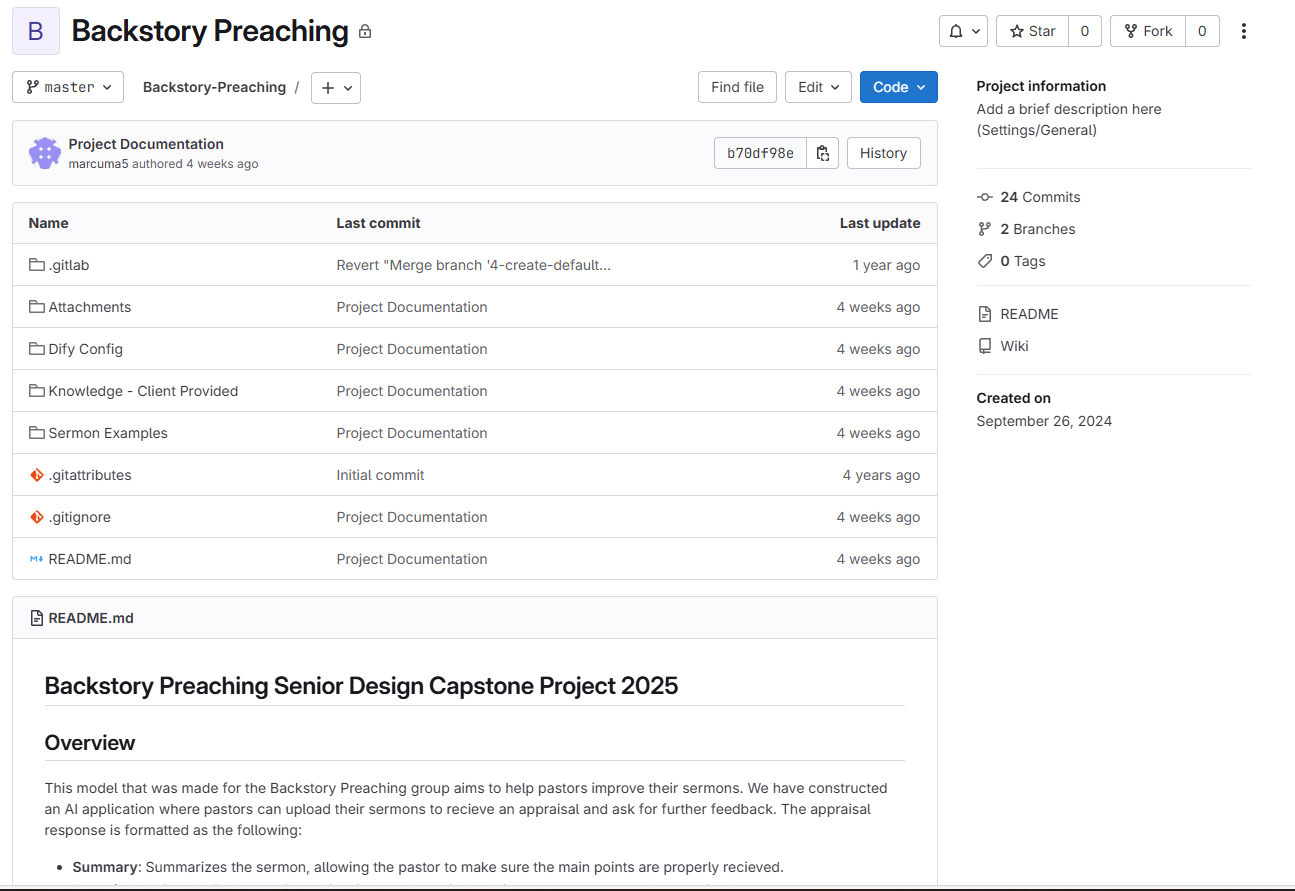 B Backstory Preaching Star 0 Fork 0
master Backstory-Preaching / + Find file Edit Code
Project Documentation
marcuma5 authored 4 weeks ago
b70df98e History
Name Last commit Last update
.gitlab Revert "Merge branch '4-create-default... 1 year ago
Attachments Project Documentation 4 weeks ago
Dify Config Project Documentation 4 weeks ago
Knowledge - Client Provided Project Documentation 4 weeks ago
Sermon Examples Project Documentation 4 weeks ago
.gitattributes Initial commit 4 years ago
.gitignore Project Documentation 4 weeks ago
README.md Project Documentation 4 weeks ago
README.md
Backstory Preaching Senior Design Capstone Project 2025
Overview
This model that was made for the Backstory Preaching group aims to help pastors improve their sermons. We have constructed
an AI application where pastors can upload their sermons to recieve an appraisal and ask for further feedback. The appraisal
response is formatted as the following:
• Summary: Summarizes the sermon, allowing the pastor to make sure the main points are properly recieved.
Project information
Add a brief description here
(Settings/General)
24 Commits
2 Branches
0 Tags
README
Wiki
Created on
September 26, 2024